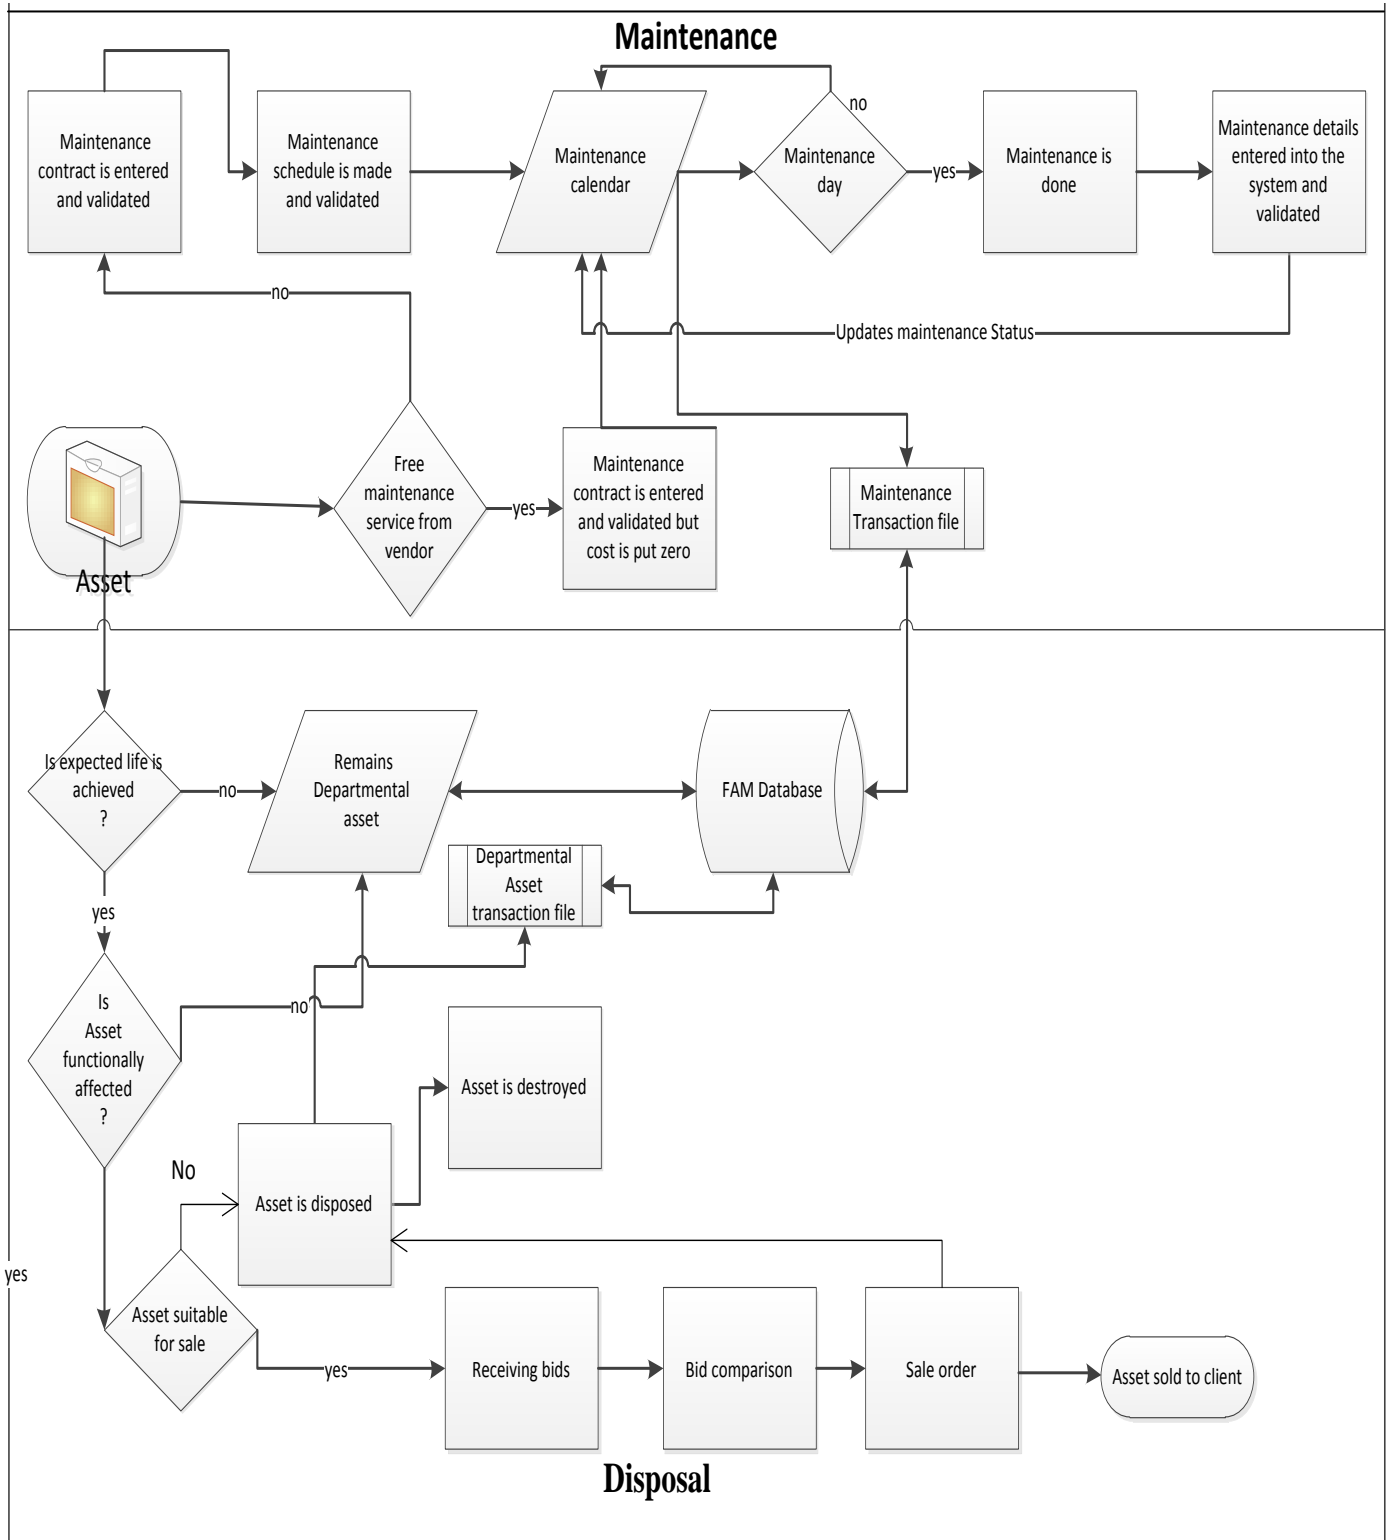 Maintenance
Maintenance
contract is entered
and validated
Maintenance
schedule is made
and validated
Maintenance
calendar
no
Maintenance
day
yes
Maintenance is
done
Maintenance details
entered into the
system and
validated
no
Updates maintenance Status
Asset
Free
maintenance
service from
vendor
yes
Maintenance
contract is entered
and validated but
cost is put zero
Maintenance
Transaction file
Is expected life is
achieved
?
no
Remains
Departmental
asset
FAM Database
Departmental
Asset
transaction file
yes
Is
Asset
functionally
affected
?
no
Asset is destroyed
No
Asset is disposed
yes
Asset suitable
for sale
yes
Receiving bids
Bid comparison
Sale order
Asset sold to client
Disposal